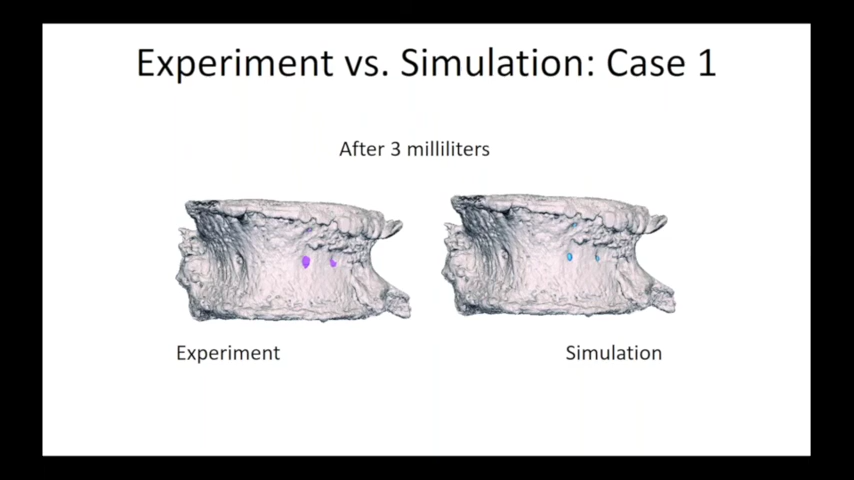 Experiment vs. Simulation: Case 1
After 3 milliliters
Experiment
Simulation